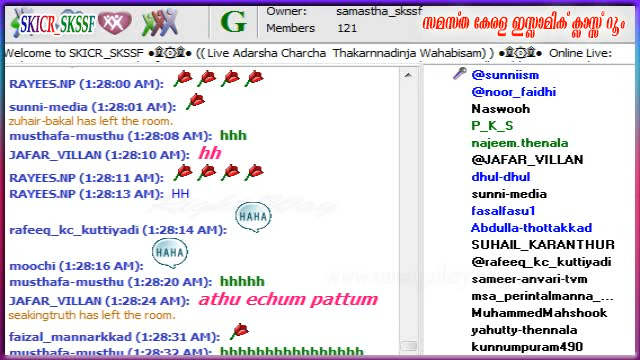 SKICR_SKSSF
G
Owner: samastha_skssf
Members 121
സമസ്ത കേരള ഇസ്ലാമിക് ക്ലാസ്സ് റൂം
Welcome to SKICR_SKSSF (( Live Adarsha Charcha Thakarnnadinja Wahabisam)) Online Live:
RAYEES.NP (1:28:00 AM):
sunni-media (1:28:01 AM):
zuhair-bakal has left the room.
musthafa-musthu (1:28:08 AM): hhh
JAFAR_VILLAN (1:28:10 AM): hh
RAYEES.NP (1:28:11 AM):
RAYEES.NP (1:28:13 AM): HH
HAHA
rafeeq_kc_kuttiyadi (1:28:14 AM):
HAHA
moochi (1:28:16 AM):
musthafa-musthu (1:28:20 AM): hhhhh
JAFAR_VILLAN (1:28:24 AM): athu echum pattum
seakingtruth has left the room.
faizal_mannarkkad (1:28:31 AM):
musthafa-musthu (1:28:32 AM): hhhhhhhhhhhhhhhh
@sunniism
@noor_faidhi
Naswooh
P_K_S
najeem.thenala
@JAFAR_VILLAN
dhul-dhul
sunni-media
fasalfasu1
Abdulla-thottakkad
SUHAIL_KARANTHUR
@rafeeq_kc_kuttiyadi
sameer-anvari-tvm
msa_perintalmanna_...
MuhammedMahshook
yahutty-thennala
kunnumpuram490